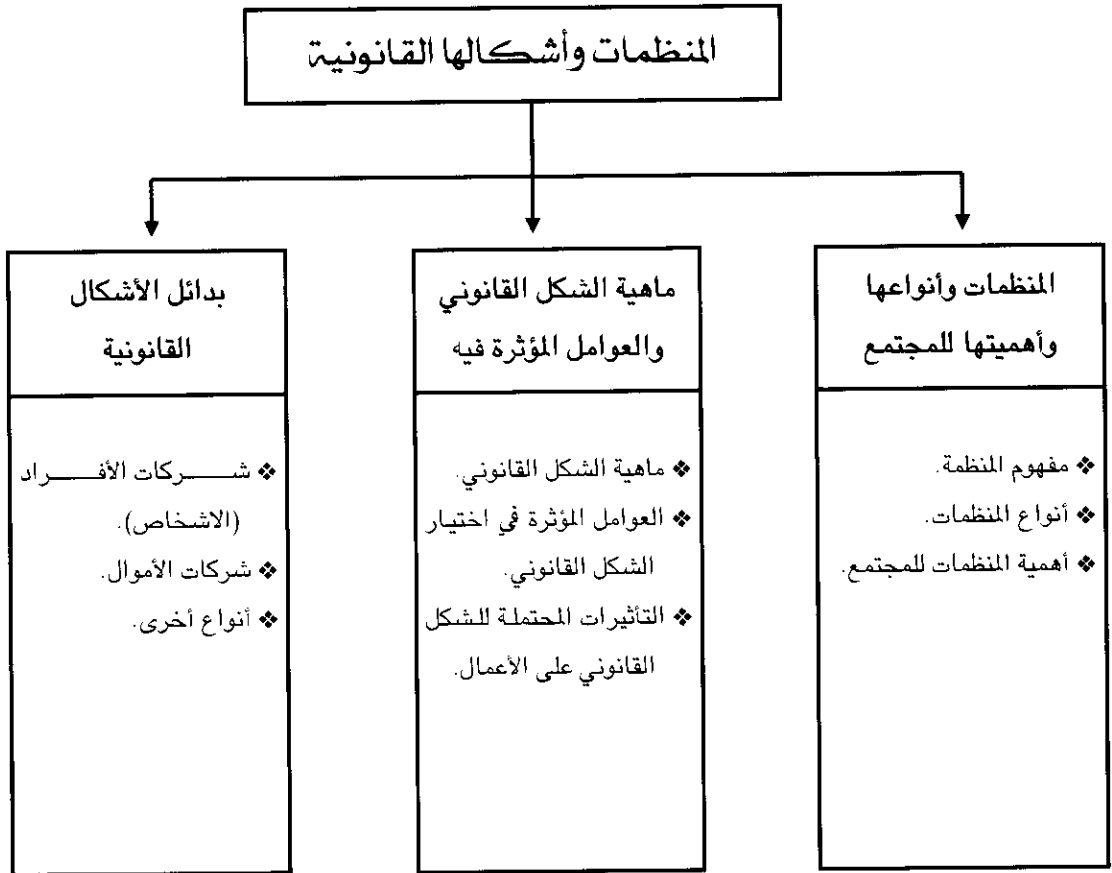 المنظمات وأشكالها القانونية
المنظمات وأنواعها
وأهميتها للمجتمع
❖ مفهوم المنظمة.
❖ أنواع المنظمات.
❖ أهمية المنظمات للمجتمع.
ماهية الشكل القانوني
والعوامل المؤثرة فيه
❖ ماهية الشكل القانوني.
❖ العوامل المؤثرة في اختيار
الشكل القانوني.
❖ التأثيرات المحتملة للشكل
القانوني على الأعمال.
بدائل الأشكال
القانونية
❖ شـــــركات الأفـــــراد
(الاشخاص).
❖ شركات الأموال.
❖ أنواع أخرى.